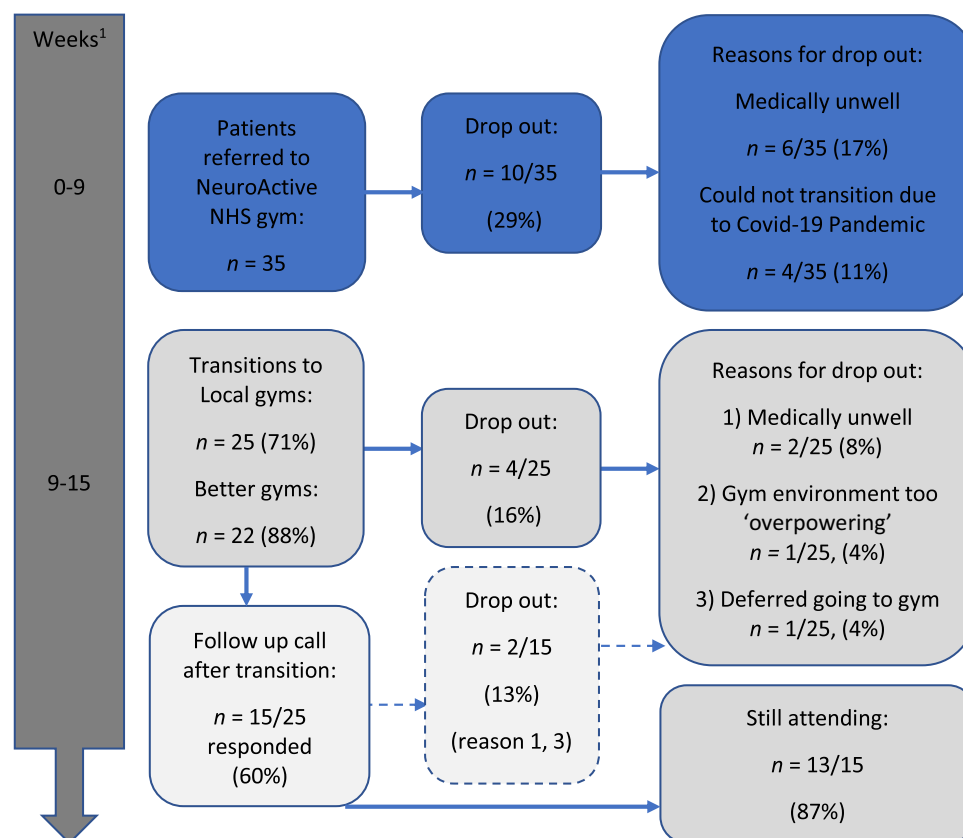 Weeks¹
0-9
Patients
referred to
NeuroActive
NHS gym:
n = 35
Drop out:
n = 10/35
(29%)
Reasons for drop out:
Medically unwell
n = 6/35 (17%)
Could not transition due
to Covid-19 Pandemic
n = 4/35 (11%)
9-15
Transitions to
Local gyms:
n = 25 (71%)
Better gyms:
n = 22 (88%)
Drop out:
n = 4/25
(16%)
Reasons for drop out:
1) Medically unwell
n = 2/25 (8%)
2) Gym environment too
‘overpowering’
n = 1/25, (4%)
3) Deferred going to gym
n = 1/25, (4%)
Follow up call
after transition:
n = 15/25
responded
(60%)
Drop out:
n = 2/15
(13%)
(reason 1, 3)
Still attending:
n = 13/15
(87%)